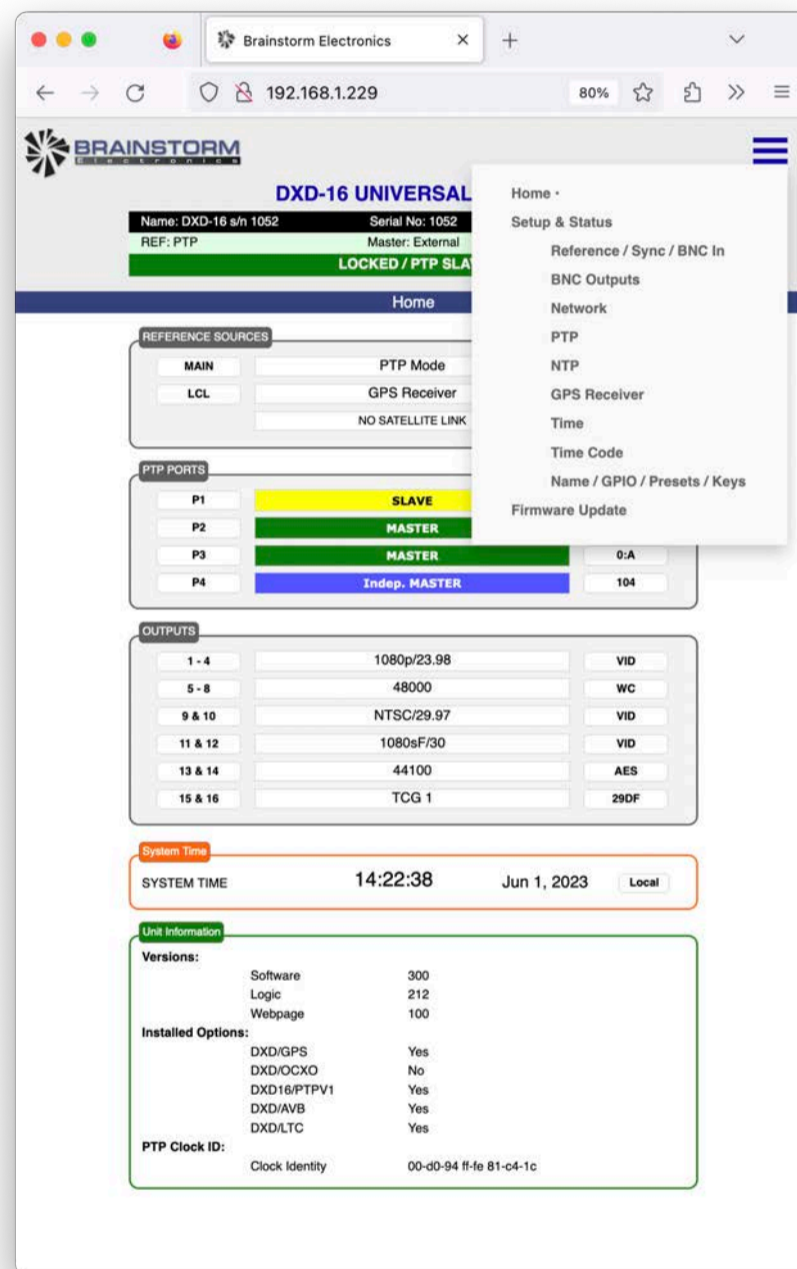 Brainstorm Electronics
192.168.1.229 80%
BRAINSTORM
Electronics
DXD-16 UNIVERSAL
Name: DXD-16 s/n 1052 Serial No: 1052
REF: PTP Master: External
LOCKED / PTP SLA
Home
Home •
Setup & Status
Reference / Sync / BNC In
BNC Outputs
Network
PTP
NTP
GPS Receiver
Time
Time Code
Name / GPIO / Presets / Keys
Firmware Update
REFERENCE SOURCES
MAIN PTP Mode
LCL GPS Receiver
NO SATELLITE LINK
PTP PORTS
P1 SLAVE
P2 MASTER
P3 MASTER 0:A
P4 Indep. MASTER 104
OUTPUTS
1 - 4 1080p/23.98 VID
5 - 8 48000 WC
9 & 10 NTSC/29.97 VID
11 & 12 1080sF/30 VID
13 & 14 44100 AES
15 & 16 TCG 1 29DF
System Time
SYSTEM TIME 14:22:38 Jun 1, 2023 Local
Unit Information
Versions:
Software 300
Logic 212
Webpage 100
Installed Options:
DXD/GPS Yes
DXD/OCXO No
DXD16/PTPV1 Yes
DXD/AVB Yes
DXD/LTC Yes
PTP Clock ID:
Clock Identity 00-d0-94 ff-fe 81-c4-1c